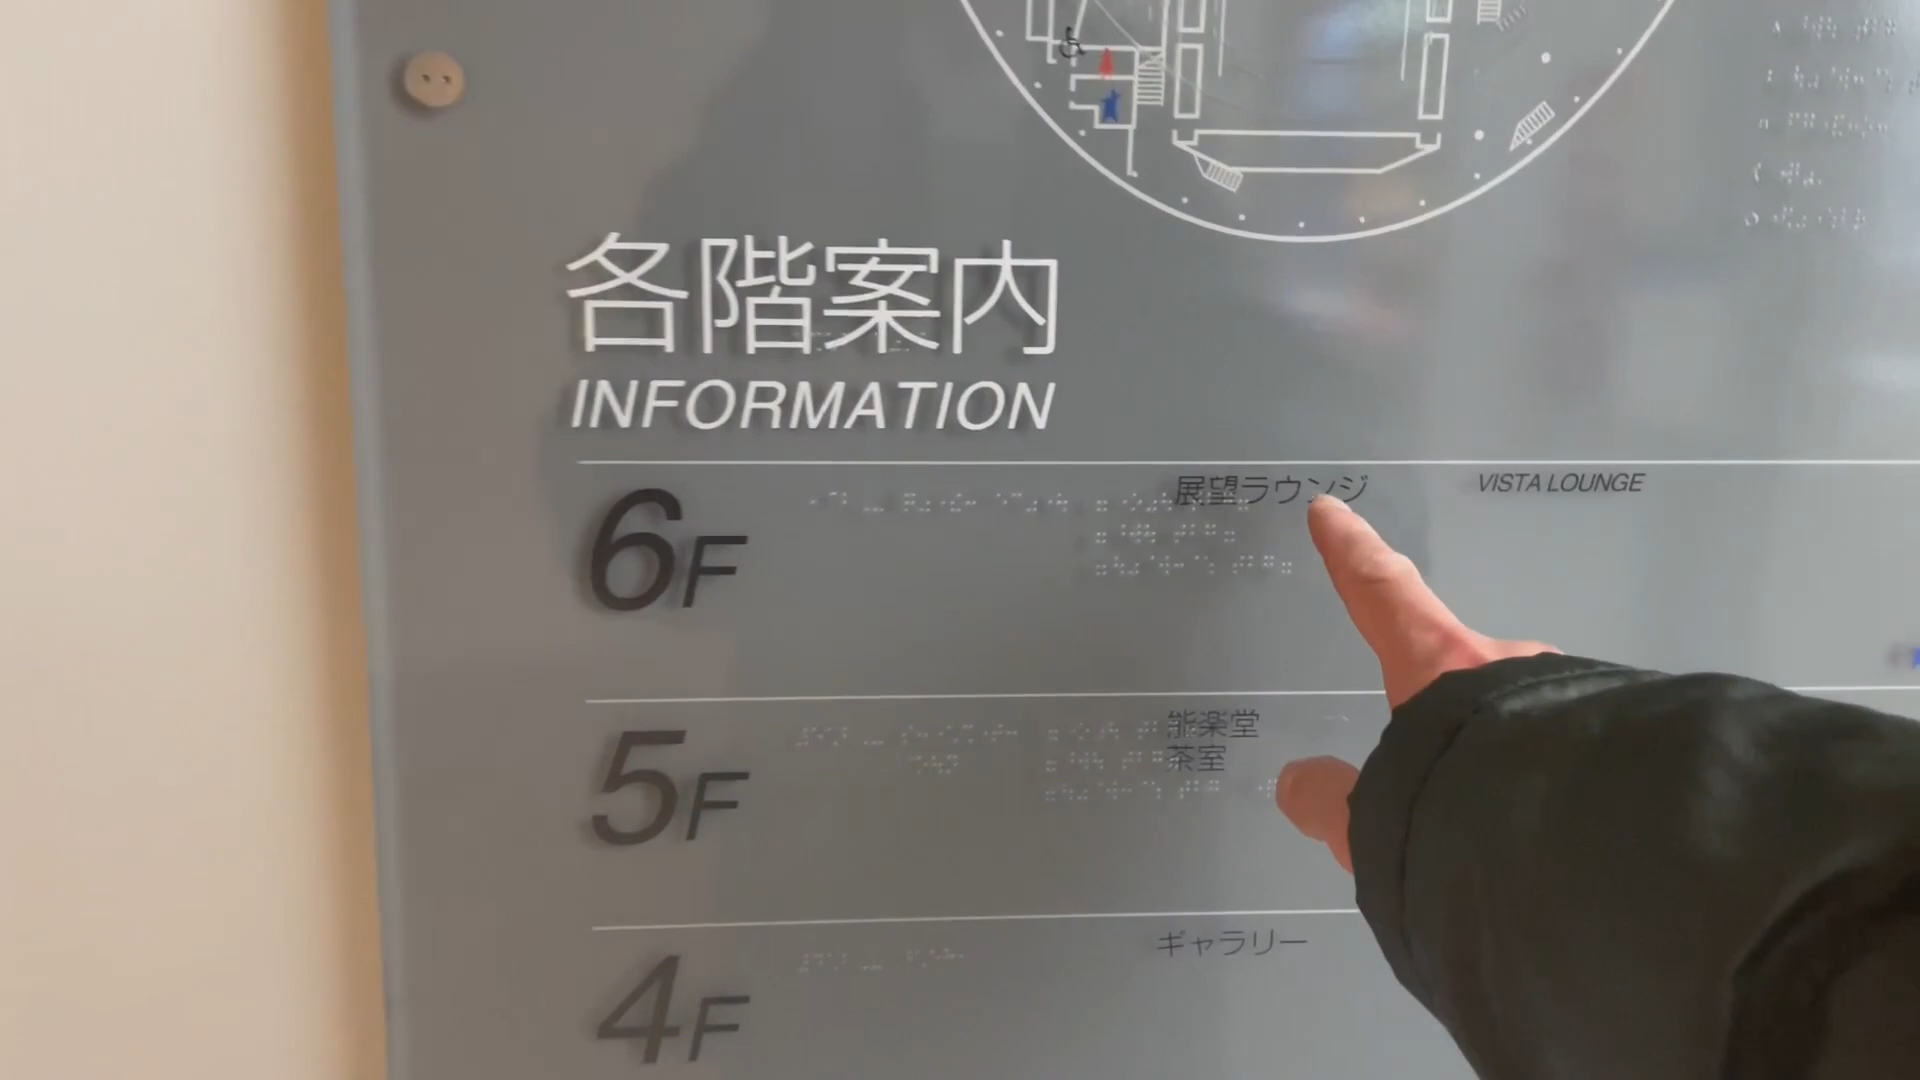 各階案内
INFORMATION
6F 展望ラウンジ VISTA LOUNGE
5F 能楽堂
茶室
4F ギャラリー